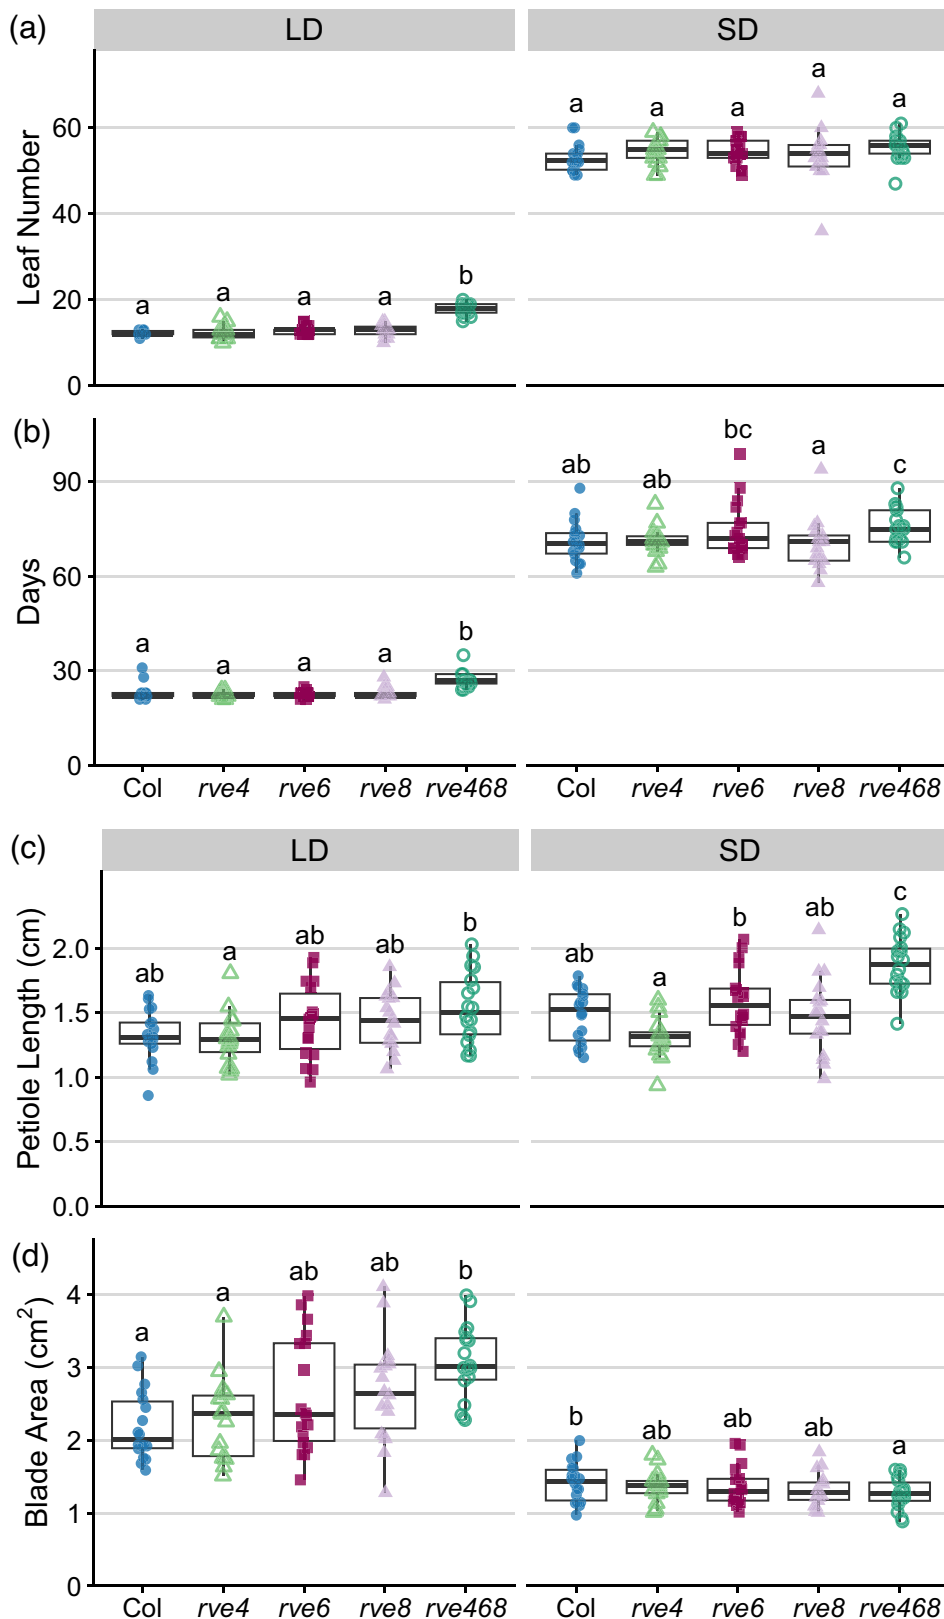 (a)
LD SD
Leaf Number
60
40
20
0
a a a a b
a a a a a
(b)
Days
90
60
30
0
a a a a b
ab ab bc a c
Col rve4 rve6 rve8 rve468 Col rve4 rve6 rve8 rve468
(c)
LD SD
Petiole Length (cm)
2.0
1.5
1.0
0.5
0.0
ab a ab ab b
ab a b ab c
(d)
Blade Area (cm²)
4
3
2
1
0
a a ab ab b
b ab ab ab a
Col rve4 rve6 rve8 rve468 Col rve4 rve6 rve8 rve468